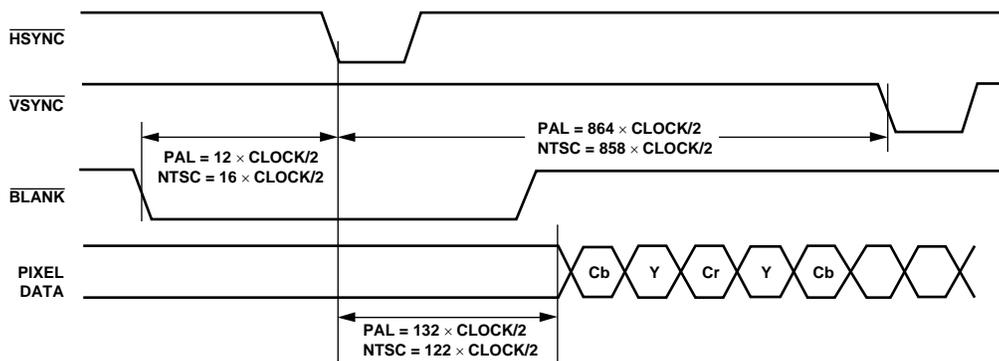 HSYNC
VSYNC
PAL = 864 × CLOCK/2
NTSC = 858 × CLOCK/2
PAL = 12 × CLOCK/2
NTSC = 16 × CLOCK/2
BLANK
PIXEL
DATA
Cb Y Cr Y Cb
PAL = 132 × CLOCK/2
NTSC = 122 × CLOCK/2